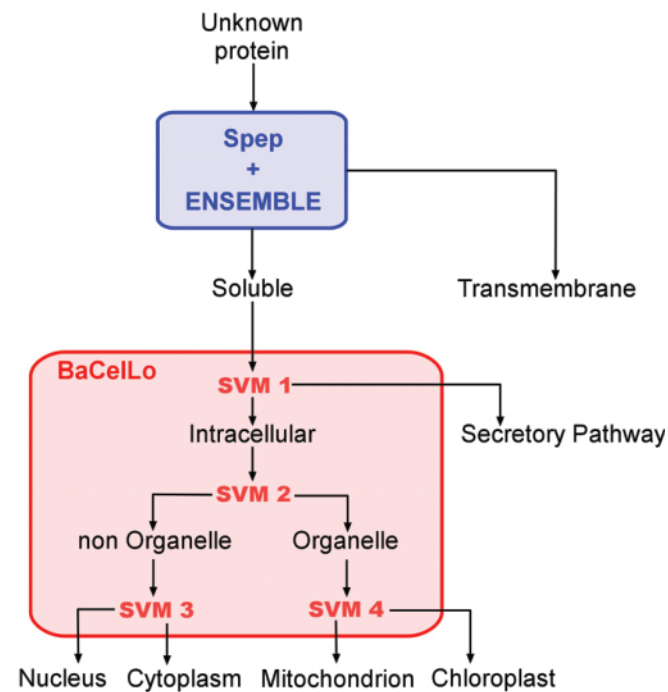 Unknown
protein
Spep
+
ENSEMBLE
Soluble
Transmembrane
BaCelLo
SVM 1
Intracellular
Secretory Pathway
SVM 2
non Organelle
Organelle
SVM 3
SVM 4
Nucleus
Cytoplasm
Mitochondrion
Chloroplast